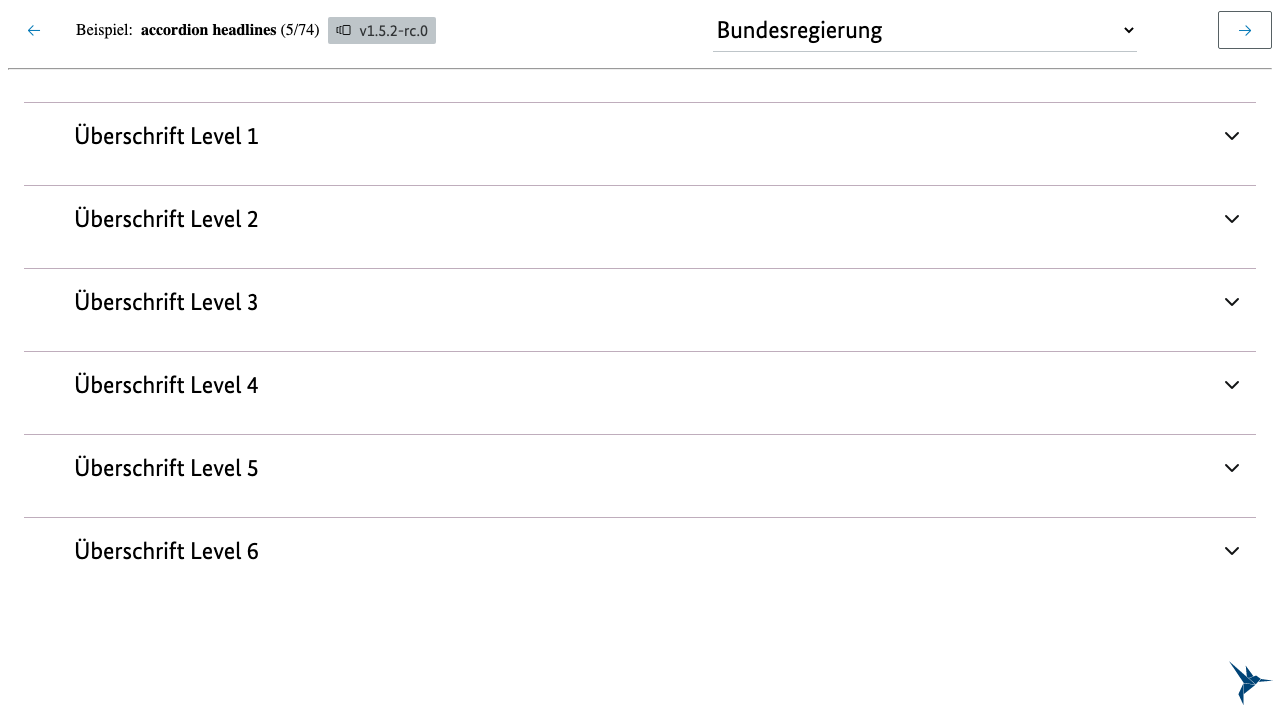 Beispiel: accordion headlines (5/74) v1.5.2-rc.0 Bundesregierung
Überschrift Level 1
Überschrift Level 2
Überschrift Level 3
Überschrift Level 4
Überschrift Level 5
Überschrift Level 6